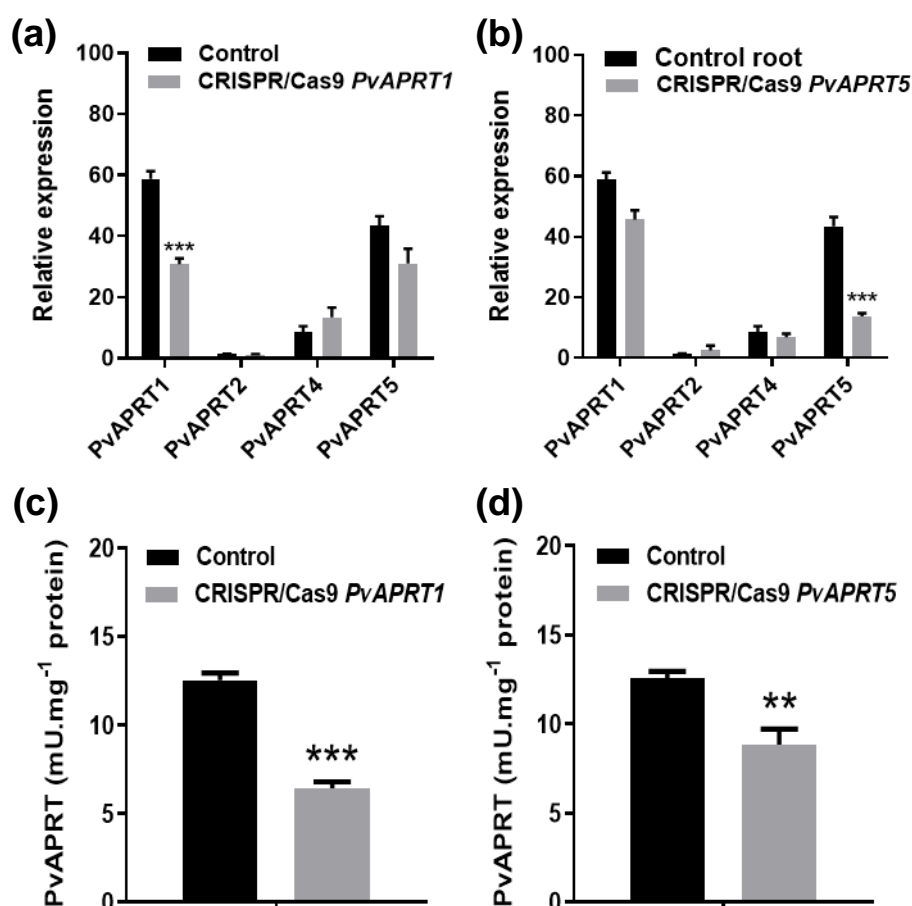 (a)
Control
CRISPR/Cas9 PvAPRT1
Relative expression
100
80
60
40
20
0
***
PvAPRT1
PvAPRT2
PvAPRT4
PvAPRT5
(b)
Control root
CRISPR/Cas9 PvAPRT5
Relative expression
100
80
60
40
20
0
***
PvAPRT1
PvAPRT2
PvAPRT4
PvAPRT5
(c)
Control
CRISPR/Cas9 PvAPRT1
PvAPRT (mU.mg⁻¹ protein)
20
15
10
5
0
***
(d)
Control
CRISPR/Cas9 PvAPRT5
PvAPRT (mU.mg⁻¹ protein)
20
15
10
5
0
**